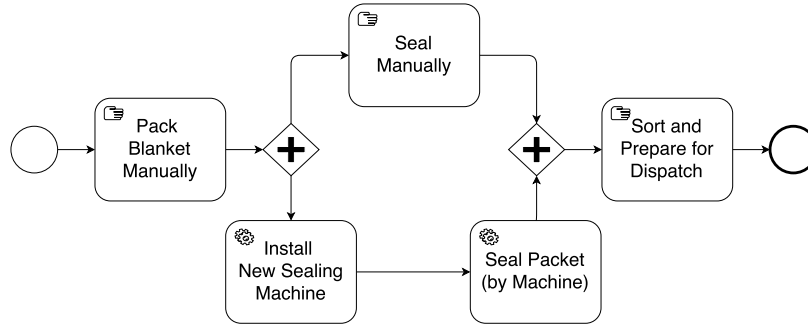 Seal
Manually
Pack
Blanket
Manually
Sort and
Prepare for
Dispatch
Install
New Sealing
Machine
Seal Packet
(by Machine)